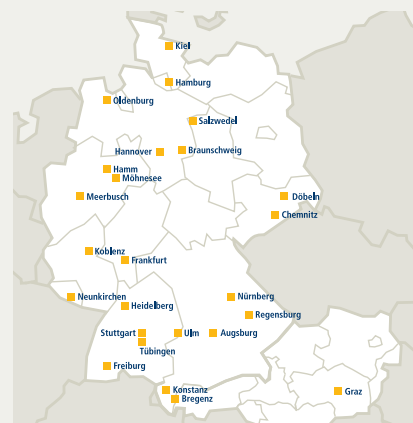 Kiel
Hamburg
Oldenburg
Salzwedel
Hannover
Braunschweig
Hamm
Möhnesee
Meerbusch
Döbeln
Chemnitz
Koblenz
Frankfurt
Neunkirchen
Heidelberg
Nürnberg
Regensburg
Stuttgart
Ulm
Augsburg
Tübingen
Freiburg
Konstanz
Bregenz
Graz